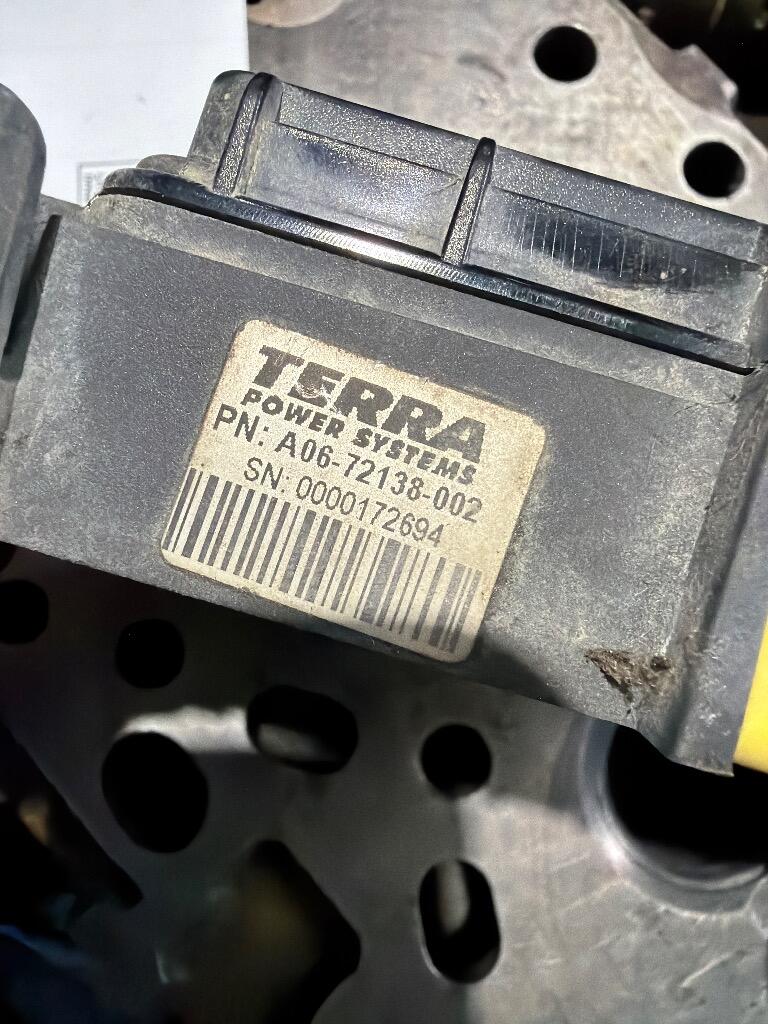 TERRA
POWER SYSTEMS
PN: A06-72138-002
SN: 0000172694